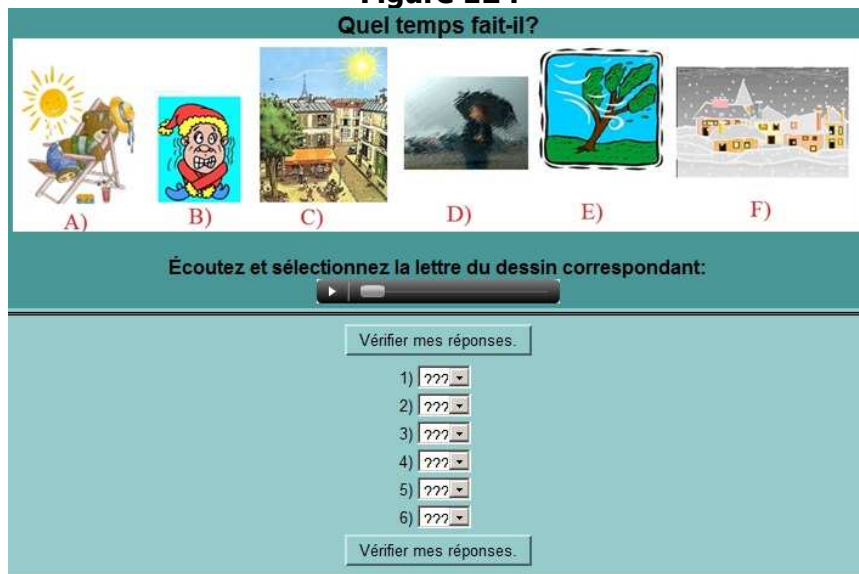 Quel temps fait-il?
A) B) C) D) E) F)
Écoutez et sélectionnez la lettre du dessin correspondant:
Vérifier mes réponses.
1) ???
2) ???
3) ???
4) ???
5) ???
6) ???
Vérifier mes réponses.